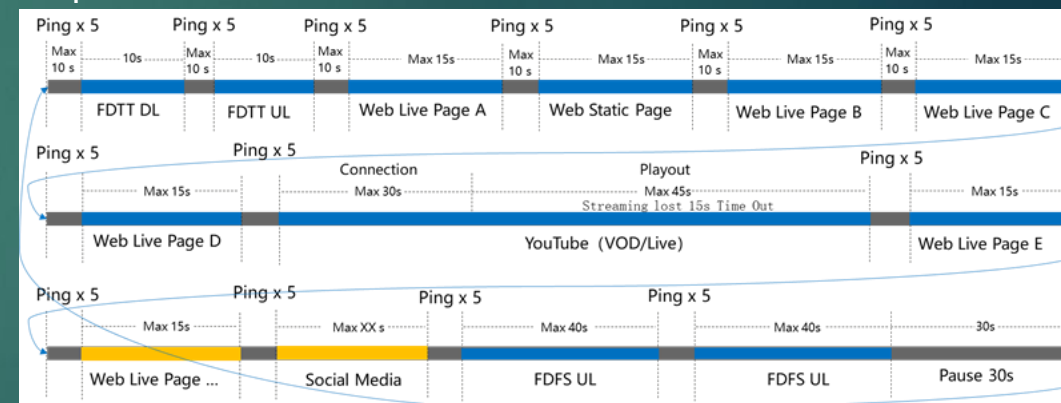 Ping x 5 Ping x 5 Ping x 5 Ping x 5 Ping x 5 Ping x 5
Max 10 s 10s Max 10 s 10s Max 10 s Max 15s Max 10 s Max 15s Max 10 s Max 15s Max 10 s Max 15s
FDTT DL FDTT UL Web Live Page A Web Static Page Web Live Page B Web Live Page C
Ping x 5 Ping x 5 Connection Playout Ping x 5
Max 15s Max 30s Max 45s Max 15s
Streaming lost 15s Time Out
Web Live Page D YouTube (VOD/Live) Web Live Page E
Ping x 5 Ping x 5 Ping x 5 Ping x 5
Max 15s Max XX s Max 40s Max 40s 30s
Web Live Page ... Social Media FDFS UL FDFS UL Pause 30s